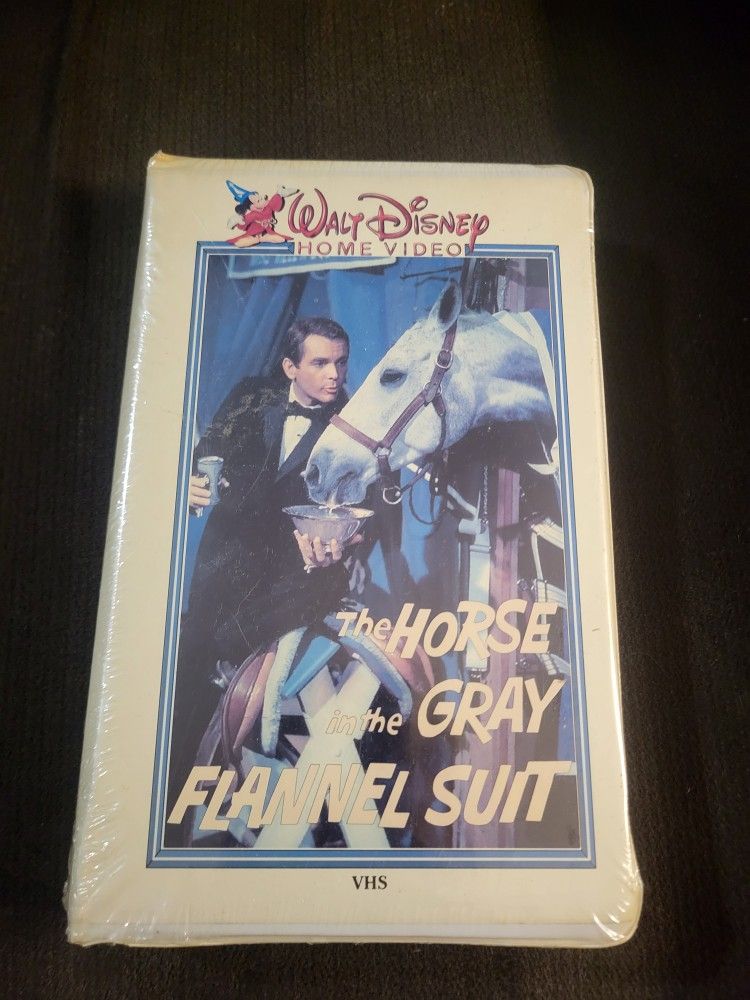 WALT DISNEY
HOME VIDEO
The HORSE
in the GRAY
FLANNEL SUIT
VHS